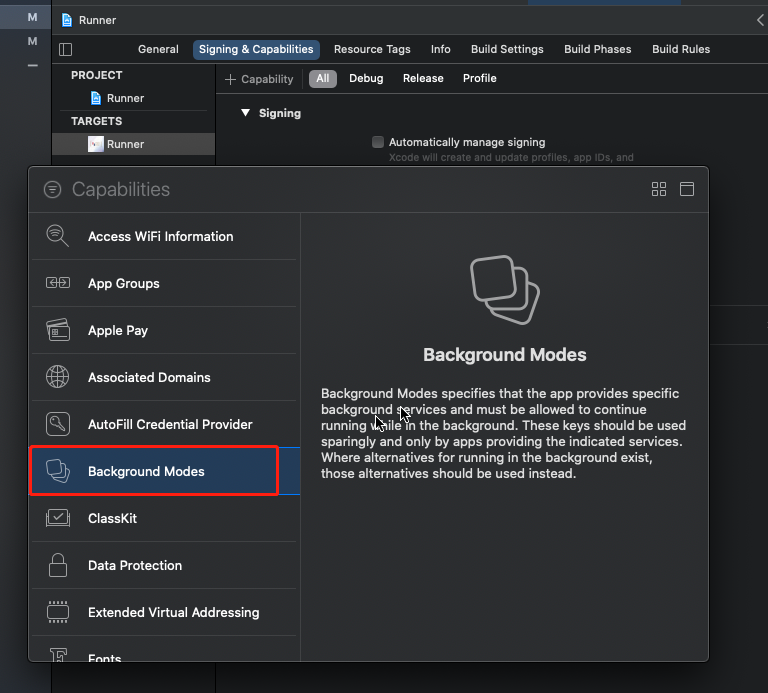 M
Runner
M
General
Signing & Capabilities
Resource Tags
Info
Build Settings
Build Phases
Build Rules
PROJECT
Runner
TARGETS
Runner
+ Capability
All
Debug
Release
Profile
Signing
Automatically manage signing
Xcode will create and update profiles, app IDs, and
Capabilities
Access WiFi Information
App Groups
Apple Pay
Associated Domains
AutoFill Credential Provider
Background Modes
ClassKit
Data Protection
Extended Virtual Addressing
Fonts
Background Modes
Background Modes specifies that the app provides specific
background services and must be allowed to continue
running while in the background. These keys should be used
sparingly and only by apps providing the indicated services.
Where alternatives for running in the background exist,
those alternatives should be used instead.